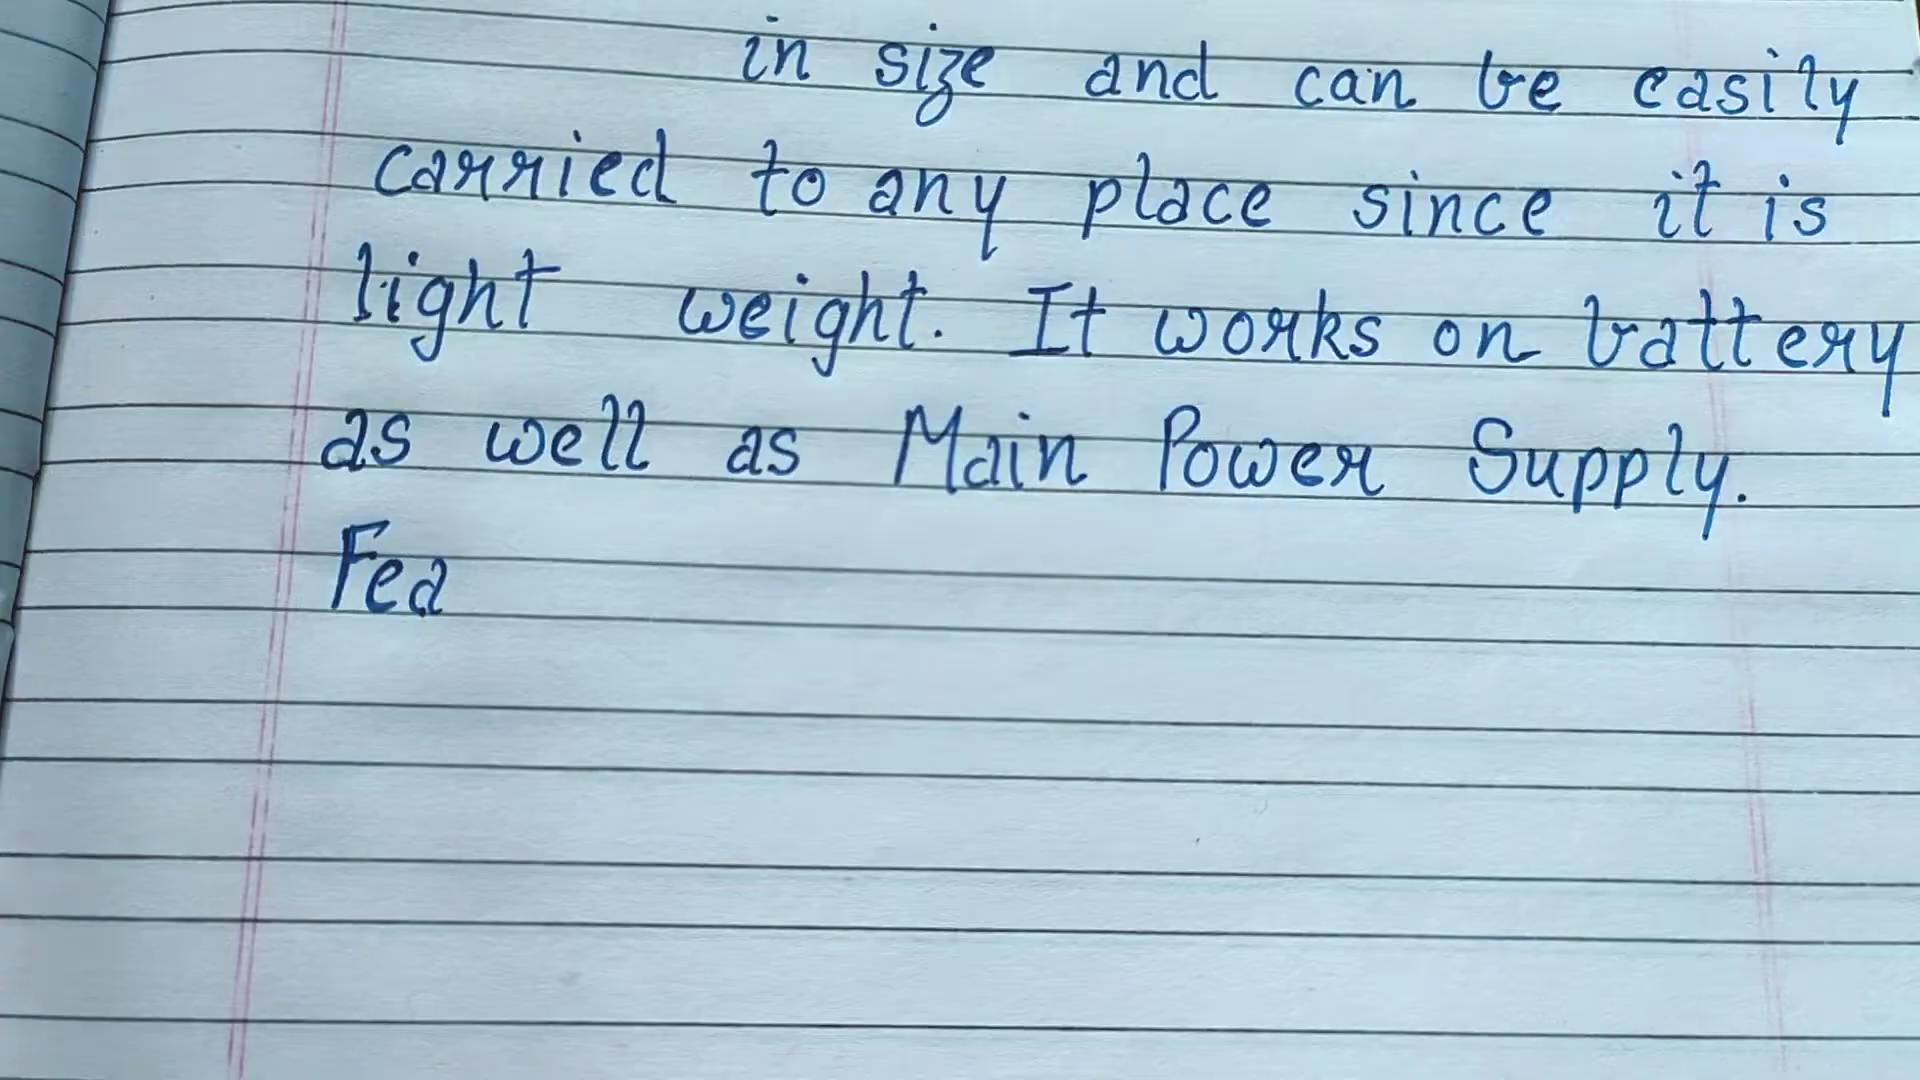 in size and can be easily
carried to any place since it is
light weight. It works on battery
as well as Main Power Supply.
Fea